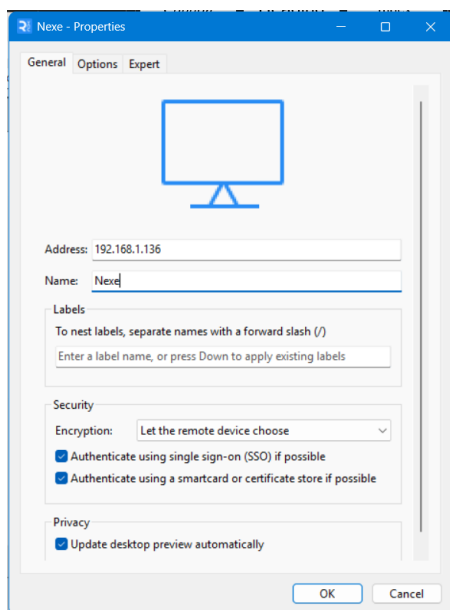 Nexe - Properties
General Options Expert
Address: 192.168.1.136
Name: Nexe
Labels
To nest labels, separate names with a forward slash (/)
Enter a label name, or press Down to apply existing labels
Security
Encryption: Let the remote device choose
Authenticate using single sign-on (SSO) if possible
Authenticate using a smartcard or certificate store if possible
Privacy
Update desktop preview automatically
OK Cancel